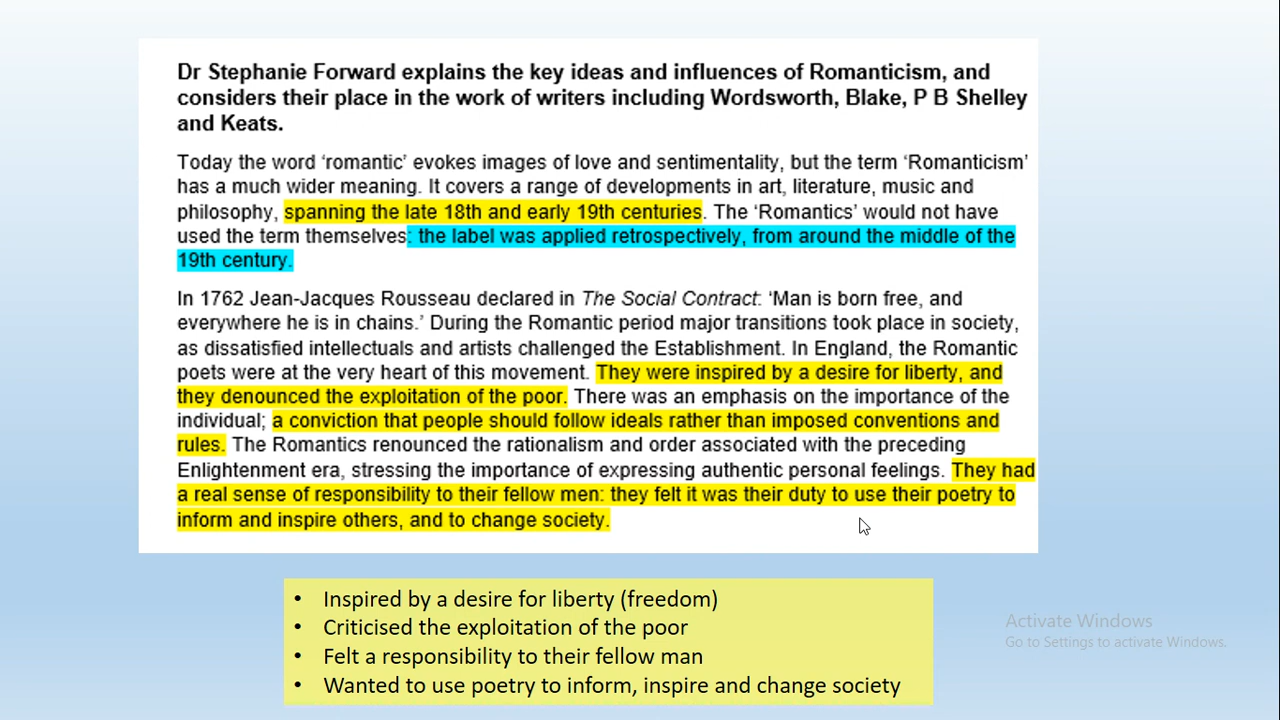 Dr Stephanie Forward explains the key ideas and influences of Romanticism, and
considers their place in the work of writers including Wordsworth, Blake, P B Shelley
and Keats.
Today the word ‘romantic’ evokes images of love and sentimentality, but the term ‘Romanticism’
has a much wider meaning. It covers a range of developments in art, literature, music and
philosophy, spanning the late 18th and early 19th centuries. The ‘Romantics’ would not have
used the term themselves: the label was applied retrospectively, from around the middle of the
19th century.
In 1762 Jean-Jacques Rousseau declared in The Social Contract: ‘Man is born free, and
everywhere he is in chains.’ During the Romantic period major transitions took place in society,
as dissatisfied intellectuals and artists challenged the Establishment. In England, the Romantic
poets were at the very heart of this movement. They were inspired by a desire for liberty, and
they denounced the exploitation of the poor. There was an emphasis on the importance of the
individual; a conviction that people should follow ideals rather than imposed conventions and
rules. The Romantics renounced the rationalism and order associated with the preceding
Enlightenment era, stressing the importance of expressing authentic personal feelings. They had
a real sense of responsibility to their fellow men: they felt it was their duty to use their poetry to
inform and inspire others, and to change society.
• Inspired by a desire for liberty (freedom)
• Criticised the exploitation of the poor
• Felt a responsibility to their fellow man
• Wanted to use poetry to inform, inspire and change society
Activate Windows
Go to Settings to activate Windows.